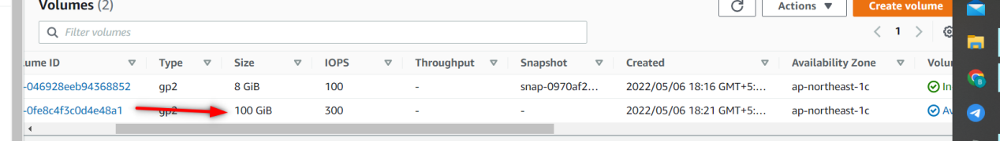 Volumes (2)
Actions
Create volume
Filter volumes
1
ume ID Type Size IOPS Throughput Snapshot Created Availability Zone Volu
-046928eeb94368852 gp2 8 GiB 100 - snap-0970af2... 2022/05/06 18:16 GMT+5:... ap-northeast-1c In
-0fe8c4f3c0d4e48a1 gp2 100 GiB 300 - - 2022/05/06 18:21 GMT+5:... ap-northeast-1c Av